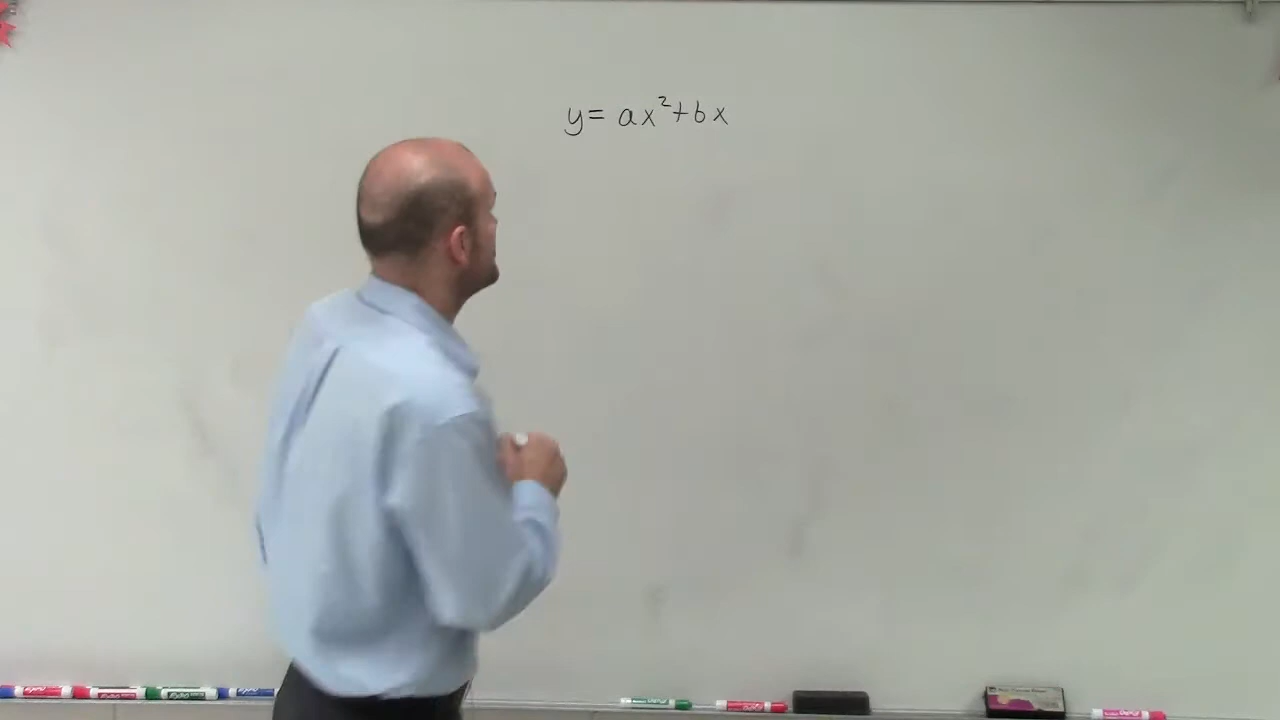 y = ax²+bx